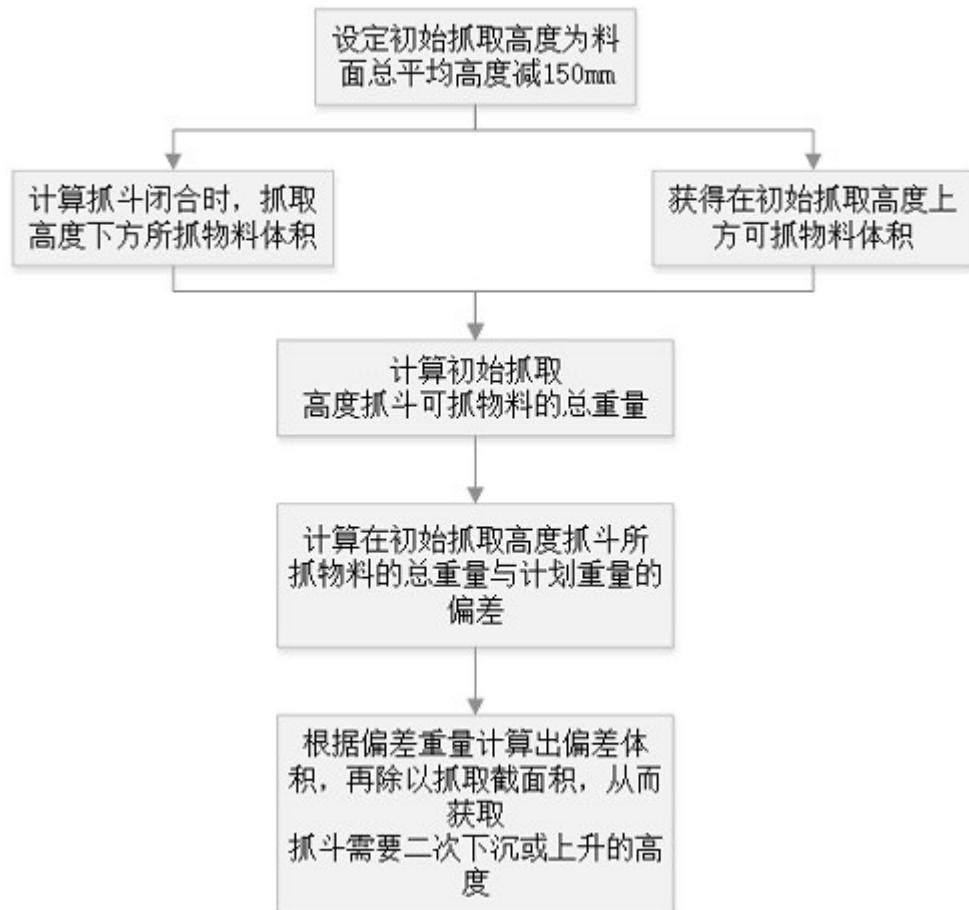 设定初始抓取高度为料
面总平均高度减150mm
计算抓斗闭合时，抓取
高度下方所抓物料体积
获得在初始抓取高度上
方可抓物料体积
计算初始抓取
高度抓斗可抓物料的总重量
计算在初始抓取高度抓斗所
抓物料的总重量与计划重量的
偏差
根据偏差重量计算出偏差体
积，再除以抓取截面积，从而
获取
抓斗需要二次下沉或上升的高
度